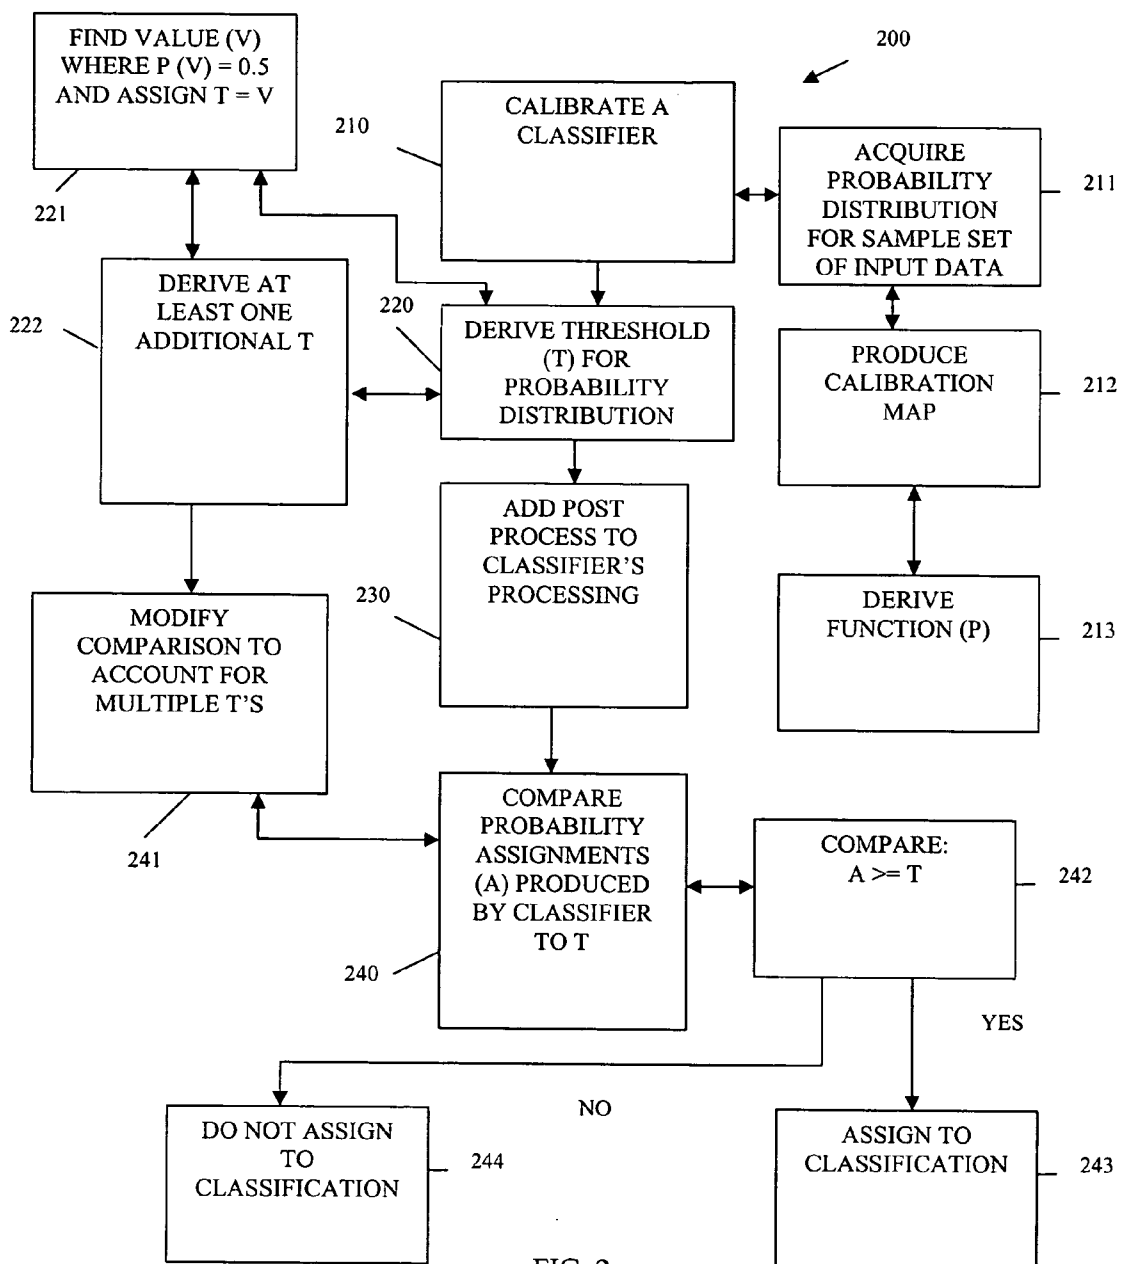 FIND VALUE (V)
WHERE P (V) = 0.5
AND ASSIGN T = V
221
200
CALIBRATE A
CLASSIFIER
210
ACQUIRE
PROBABILITY
DISTRIBUTION
FOR SAMPLE SET
OF INPUT DATA
211
DERIVE AT
LEAST ONE
ADDITIONAL T
222
220
DERIVE THRESHOLD
(T) FOR
PROBABILITY
DISTRIBUTION
PRODUCE
CALIBRATION
MAP
212
ADD POST
PROCESS TO
CLASSIFIER'S
PROCESSING
230
DERIVE
FUNCTION (P)
213
MODIFY
COMPARISON TO
ACCOUNT FOR
MULTIPLE T'S
241
COMPARE
PROBABILITY
ASSIGNMENTS
(A) PRODUCED
BY CLASSIFIER
TO T
240
COMPARE:
A >= T
242
YES
NO
DO NOT ASSIGN
TO
CLASSIFICATION
244
ASSIGN TO
CLASSIFICATION
243